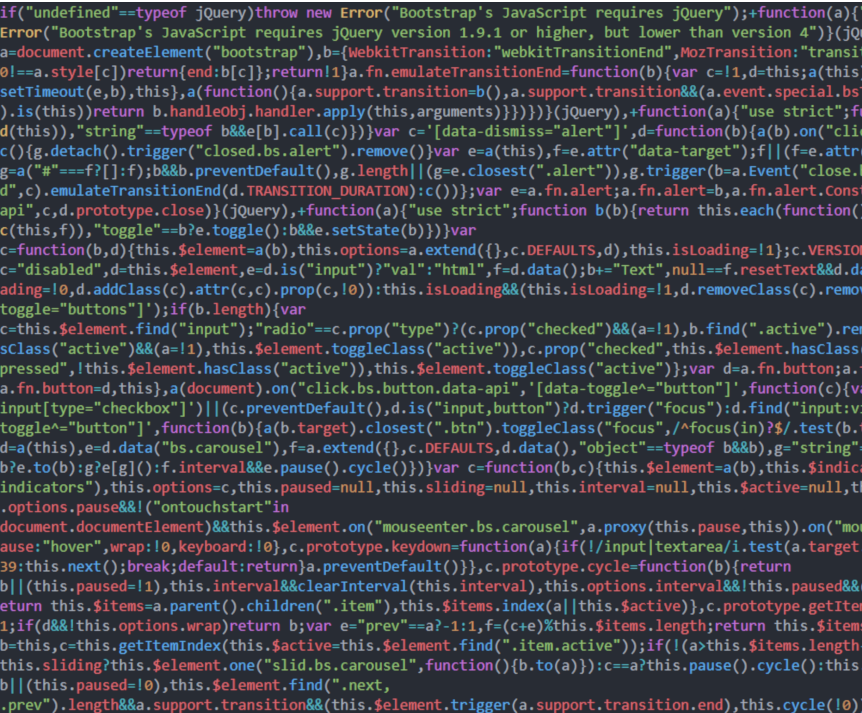 if("undefined"==typeof jQuery)throw new Error("Bootstrap's JavaScript requires jQuery");+function(a){
Error("Bootstrap's JavaScript requires jQuery version 1.9.1 or higher, but lower than version 4")}(jQ
a=document.createElement("bootstrap"),b={WebkitTransition:"webkitTransitionEnd",MozTransition:"transi
0!==a.style[c])return{end:b[c]};return!1}a.fn.emulateTransitionEnd=function(b){var c=!1,d=this;a(this
setTimeout(e,b),this},a(function(){a.support.transition=b(),a.support.transition&&(a.event.special.bsT
).is(this))return b.handleObj.handler.apply(this,arguments)}})})}(jQuery),+function(a){"use strict";f
d(this)),"string"==typeof b&&e[b].call(c)})}var c='[data-dismiss="alert"]',d=function(b){a(b).on("clic
c(){g.detach().trigger("closed.bs.alert").remove()}var e=a(this),f=e.attr("data-target");f||(f=e.attr
g=a("#"===f?[]:f);b&&b.preventDefault(),g.length||(g=e.closest(".alert")),g.trigger(b=a.Event("close.b
d",c).emulateTransitionEnd(d.TRANSITION_DURATION):c())};var e=a.fn.alert;a.fn.alert=b,a.fn.alert.Const
api",c,d.prototype.close)}(jQuery),+function(a){"use strict";function b(b){return this.each(function(
c(this,f)),"toggle"==b?e.toggle():b&&e.setState(b)})}var
c=function(b,d){this.$element=a(b),this.options=a.extend({},c.DEFAULTS,d),this.isLoading=!1};c.VERSION
c="disabled",d=this.$element,e=d.is("input")?"val":"html",f=d.data();b+="Text",null==f.resetText&&d.da
ading=!0,d.addClass(c).attr(c,c).prop(c,!0)):this.isLoading&&(this.isLoading=!1,d.removeClass(c).remov
toggle="buttons"]');if(b.length){var
c=this.$element.find("input");"radio"==c.prop("type")?(c.prop("checked")&&(a=!1),b.find(".active").rem
sClass("active")&&(a=!1),this.$element.toggleClass("active")),c.prop("checked",this.$element.hasClass
pressed",!this.$element.hasClass("active")),this.$element.toggleClass("active")};var d=a.fn.button;a.
a.fn.button=d,this},a(document).on("click.bs.button.data-api",'[data-toggle^="button"]',function(c){va
input[type="checkbox"]')||(c.preventDefault(),d.is("input,button")?d.trigger("focus"):d.find("input:vi
toggle^="button"]',function(b){a(b.target).closest(".btn").toggleClass("focus",/^focus(in)?$/.test(b.t
d=a(this),e=d.data("bs.carousel"),f=a.extend({},c.DEFAULTS,d.data(),"object"==typeof b&&b),g="string"=
b?e.to(b):g?e[g]():f.interval&&e.pause().cycle()})}var c=function(b,c){this.$element=a(b),this.$indica
indicators"),this.options=c,this.paused=null,this.sliding=null,this.interval=null,this.$active=null,th
.options.pause&&!("ontouchstart"in
document.documentElement)&&this.$element.on("mouseenter.bs.carousel",a.proxy(this.pause,this)).on("mou
ause:"hover",wrap:!0,keyboard:!0},c.prototype.keydown=function(a){if(!/input|textarea/i.test(a.target
39:this.next();break;default:return}a.preventDefault()}},c.prototype.cycle=function(b){return
b||(this.paused=!1),this.interval&&clearInterval(this.interval),this.options.interval&&!this.paused&&(
eturn this.$items=a.parent().children(".item"),this.$items.index(a||this.$active)},c.prototype.getItem
1;if(d&&!this.options.wrap)return b;var e="prev"==a?-1:1,f=(c+e)%this.$items.length;return this.$items
b=this,c=this.getItemIndex(this.$active=this.$element.find(".item.active"));if(!(a>this.$items.length-
this.sliding?this.$element.one("slid.bs.carousel",function(){b.to(a)}):c==a?this.pause().cycle():this
b||(this.paused=!0),this.$element.find(".next,
.prev").length&&a.support.transition&&(this.$element.trigger(a.support.transition.end),this.cycle(!0)